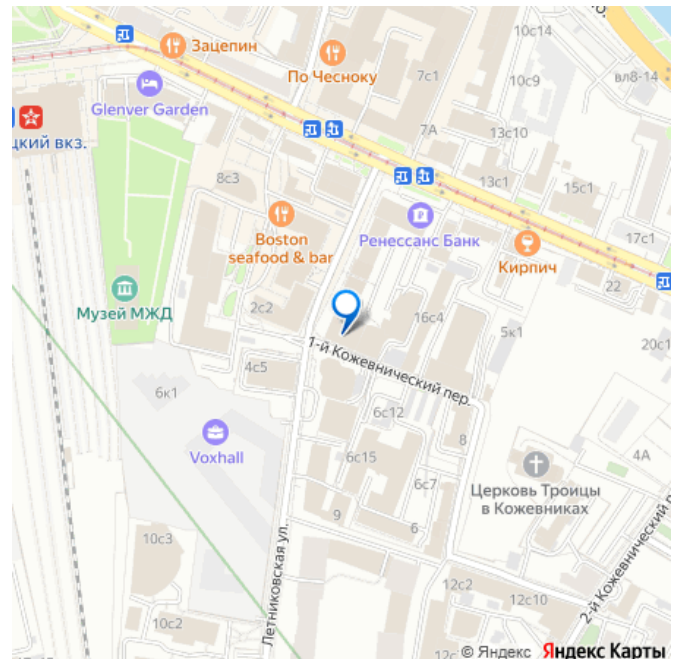 Зацепин
10с14
По Чесноку
7с1
10с9
вл8-14
Glenver Garden
цкий вкз.
7А
13с10
8с3
13с1
15с1
Ренессанс Банк
17с1
Boston
seafood & bar
Кирпич
22
Музей МЖД
2с2
16с4
5к1
20с1
1-й Кожевнический пер.
4с5
6к1
6с12
Voxhall
8
6с15
4А
Церковь Троицы
в Кожевниках
6с7
9
6
Летниковская ул.
2-й Кожевнический п
10с3
12с2
12с10
10с2
12с
© Яндекс Яндекс Карты